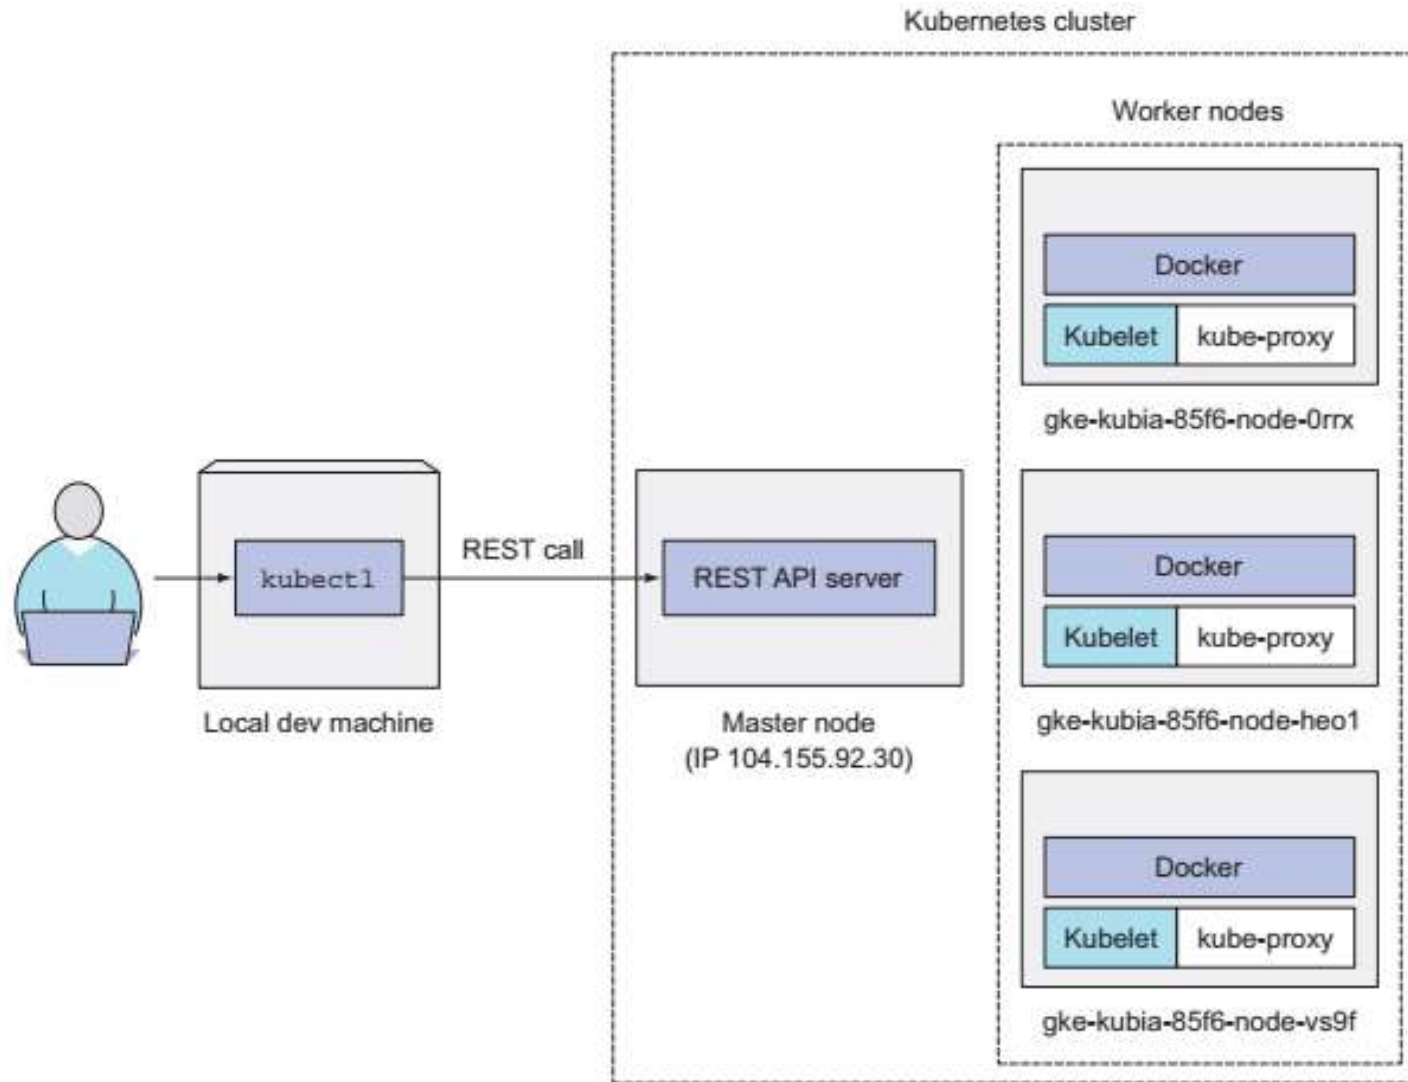 Kubernetes cluster
Worker nodes
Docker
Kubelet
kube-proxy
gke-kubia-85f6-node-0rrx
kubectl
REST call
REST API server
Docker
Kubelet
kube-proxy
Local dev machine
Master node
(IP 104.155.92.30)
gke-kubia-85f6-node-heo1
Docker
Kubelet
kube-proxy
gke-kubia-85f6-node-vs9f